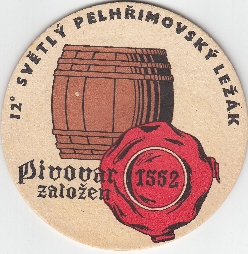 12° SVĚTLÝ PELHŘIMOVSKÝ LEŽÁK
Pivovar
založen
1552